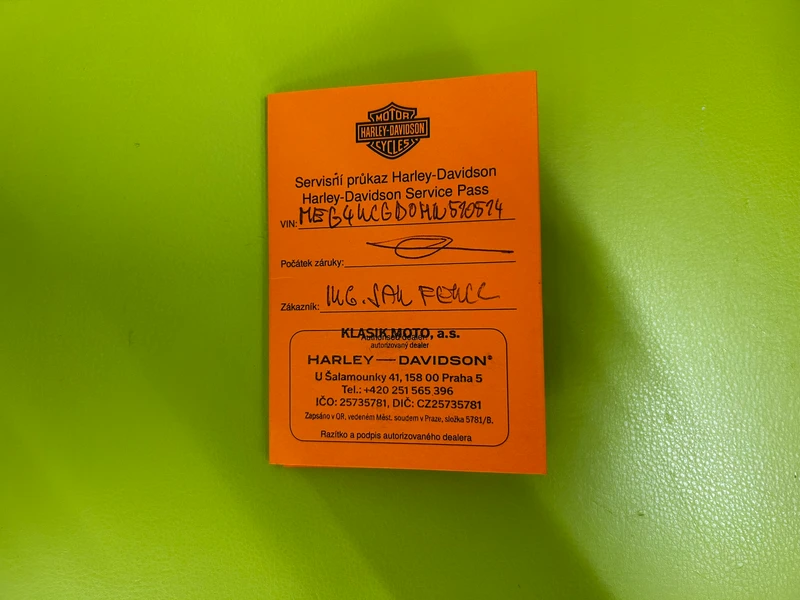 MOTOR
HARLEY-DAVIDSON
CYCLES
Servisní průkaz Harley-Davidson
Harley-Davidson Service Pass
VIN:
Počátek záruky:
Zákazník: ING. JAN
KLASIK MOTO, a.s.
Authorised dealer
autorizovaný dealer
HARLEY—DAVIDSON®
U Šalamounky 41, 158 00 Praha 5
Tel.: +420 251 565 396
IČO: 25735781, DIČ: CZ25735781
Zapsáno v OR. vedeném Měst. soudem v Praze, složka 5781/B.
Razítko a podpis autorizovaného dealera